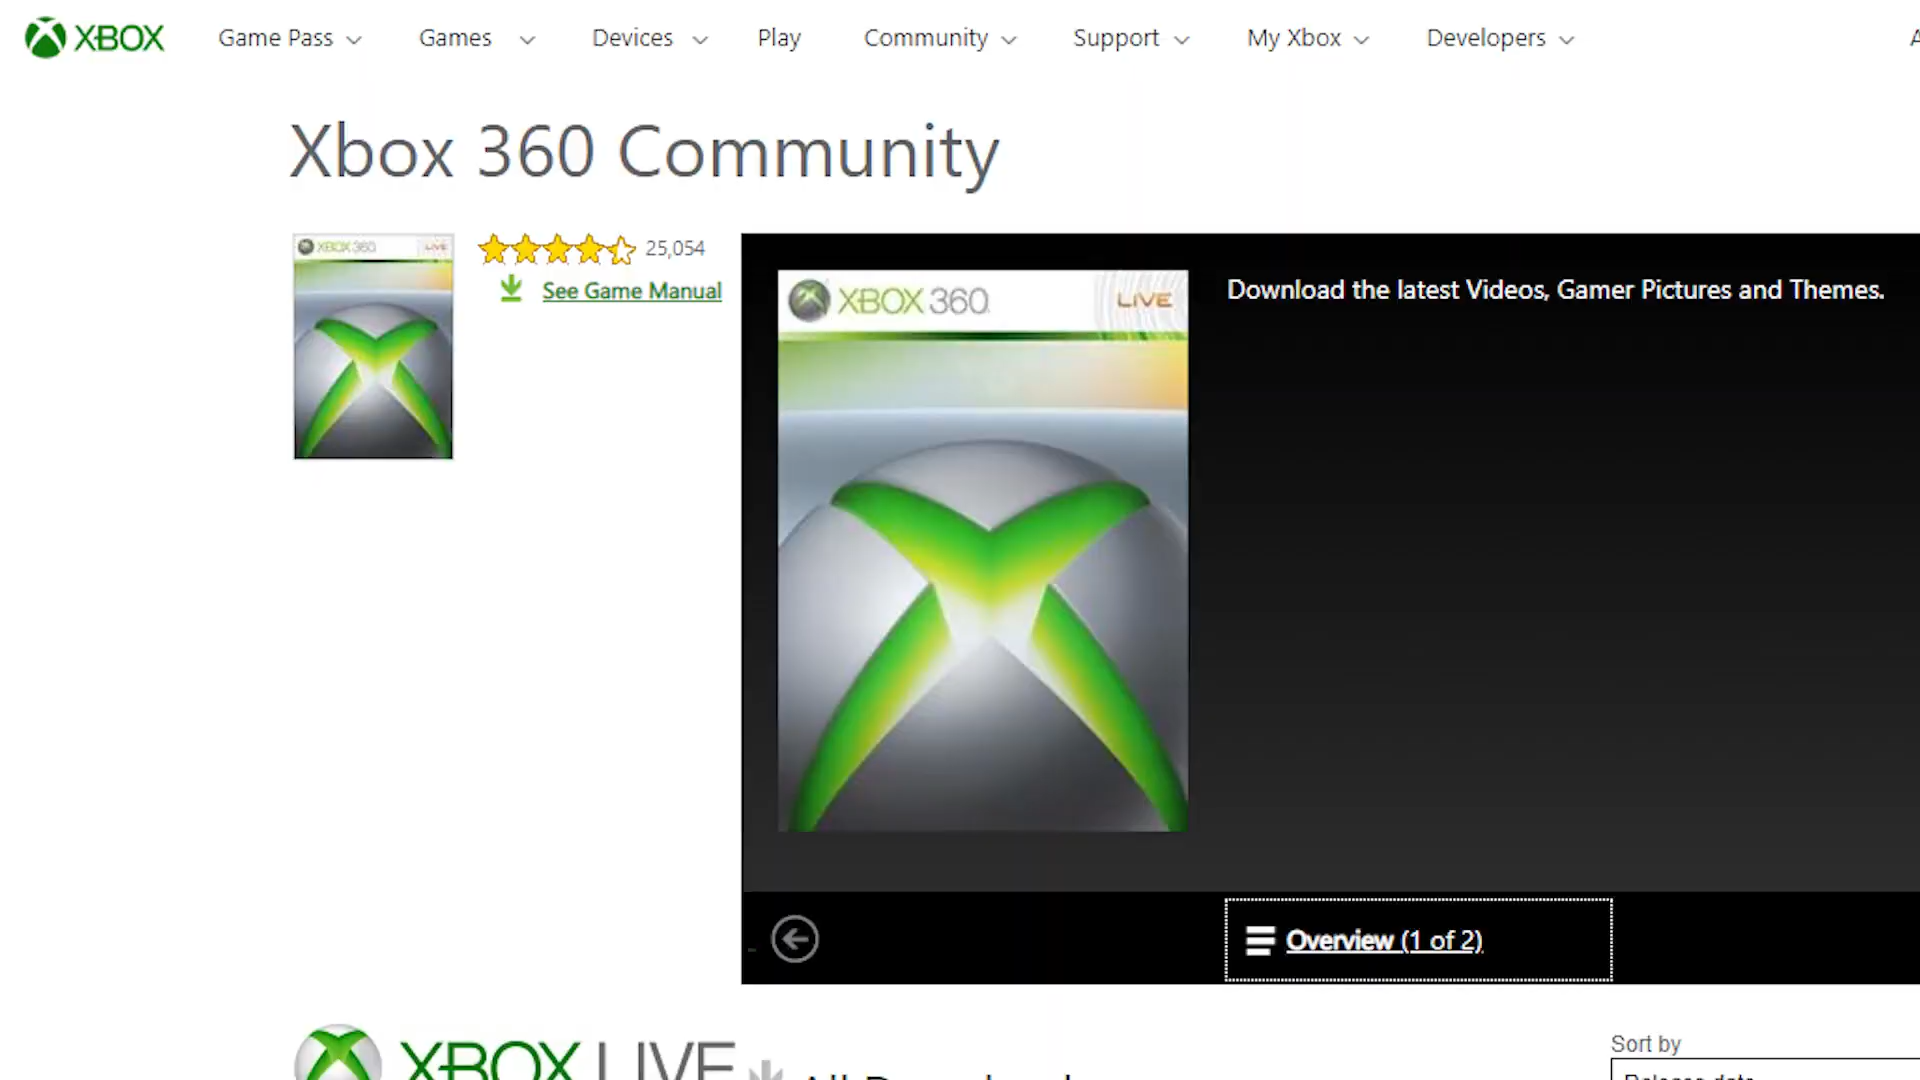 XBOX Game Pass Games Devices Play Community Support My Xbox Developers
Xbox 360 Community
XBOX 360 LIVE
25,054
See Game Manual
XBOX 360 LIVE
Download the latest Videos, Gamer Pictures and Themes.
Overview (1 of 2)
XBOX LIVE
Sort by
Release date